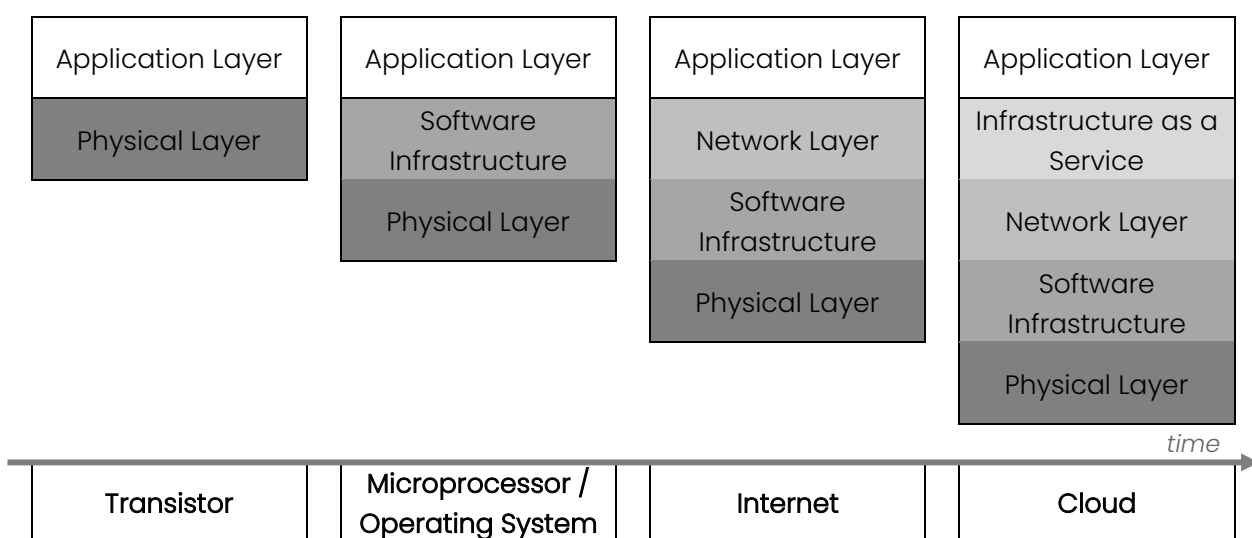 Application Layer
Physical Layer
Application Layer
Software
Infrastructure
Physical Layer
Application Layer
Network Layer
Software
Infrastructure
Physical Layer
Application Layer
Infrastructure as a
Service
Network Layer
Software
Infrastructure
Physical Layer
time
Transistor
Microprocessor /
Operating System
Internet
Cloud